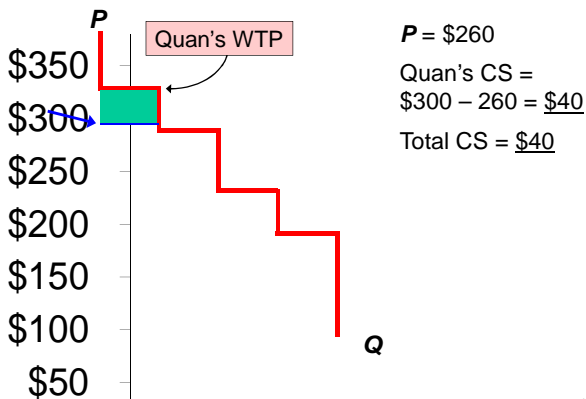 P
Quan's WTP
$350
$300
$250
$200
$150
$100
$50
Q
P = $260
Quan's CS =
$300 – 260 = $40
Total CS = $40